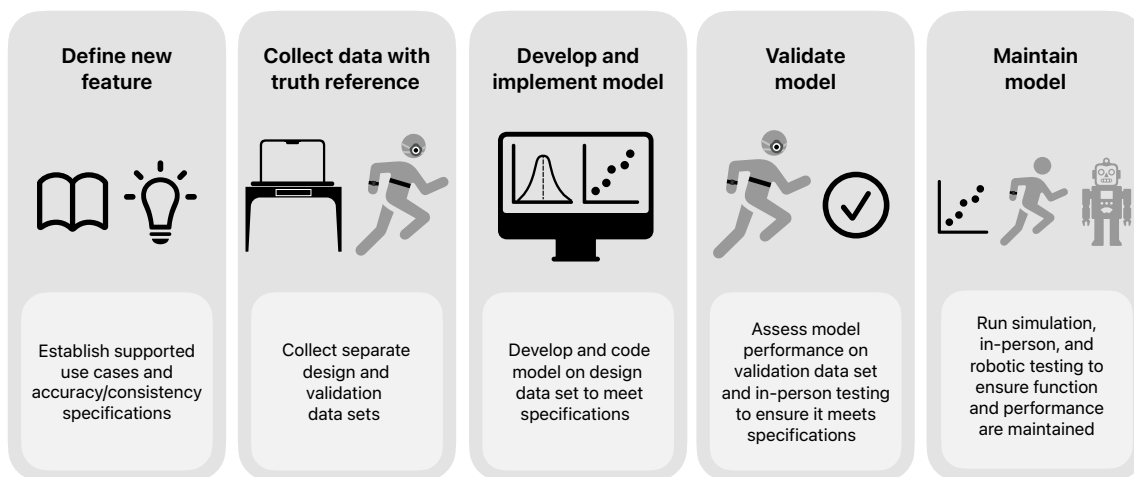 Define new
feature
Establish supported
use cases and
accuracy/consistency
specifications
Collect data with
truth reference
Collect separate
design and
validation
data sets
Develop and
implement model
Develop and code
model on design
data set to meet
specifications
Validate
model
Assess model
performance on
validation data set
and in-person testing
to ensure it meets
specifications
Maintain
model
Run simulation,
in-person, and
robotic testing to
ensure function
and performance
are maintained